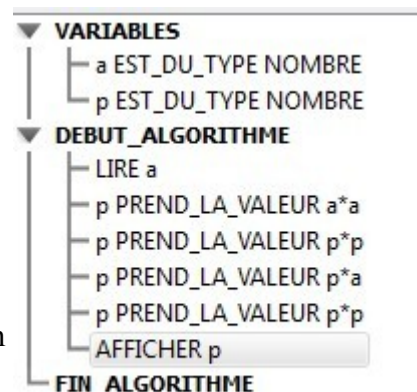 VARIABLES
a EST_DU_TYPE NOMBRE
p EST_DU_TYPE NOMBRE
DEBUT_ALGORITHME
LIRE a
p PREND_LA_VALEUR a*a
p PREND_LA_VALEUR p*p
p PREND_LA_VALEUR p*a
p PREND_LA_VALEUR p*p
AFFICHER p
FIN_ALGORITHME